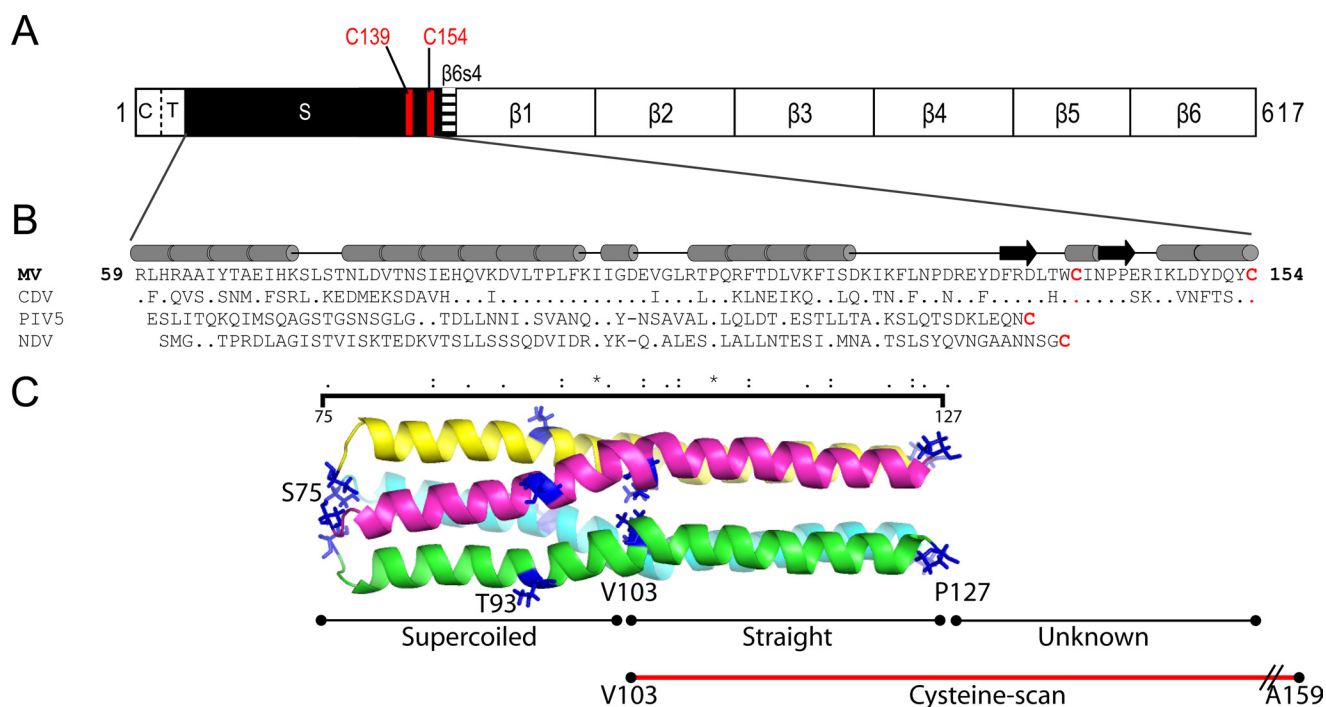 A
C139 C154
β6s4
1 C T S β1 β2 β3 β4 β5 β6 617
B
MV 59 RLHRAAIYTAEIHKSLSTNLDVTNSIEHQVKDVLTPLFKIIGDEVGLRTPQRFTDLVKFISDKIKFLNPDREYDFRDLTWCINPPERIKLDYDQYC 154
CDV .F.QVS.SNM.FSRL.KEDMEKSDAVH.................I...L..KLNEIKQ.LQ.TN.F..N...F.....H......SK..VNFTS..
PIV5 ESLITQKQIMSQAGSTGSNSGLG..TDLLNNI.SVANQ..Y-NSAVAL.LQLDT.ESTLLTA.KSLQTSDKLEQNC
NDV SMG..TPRDLAGISTVISKTEDKVTSLLSSSQDVIDR.YK-Q.ALES.LALLNTESI.MNA.TSLSYQVNGAANNSGC
. : . . : *. : .: * : . : . :. .
C
75 127
S75
T93 V103 P127
Supercoiled Straight Unknown
V103 Cysteine-scan A159